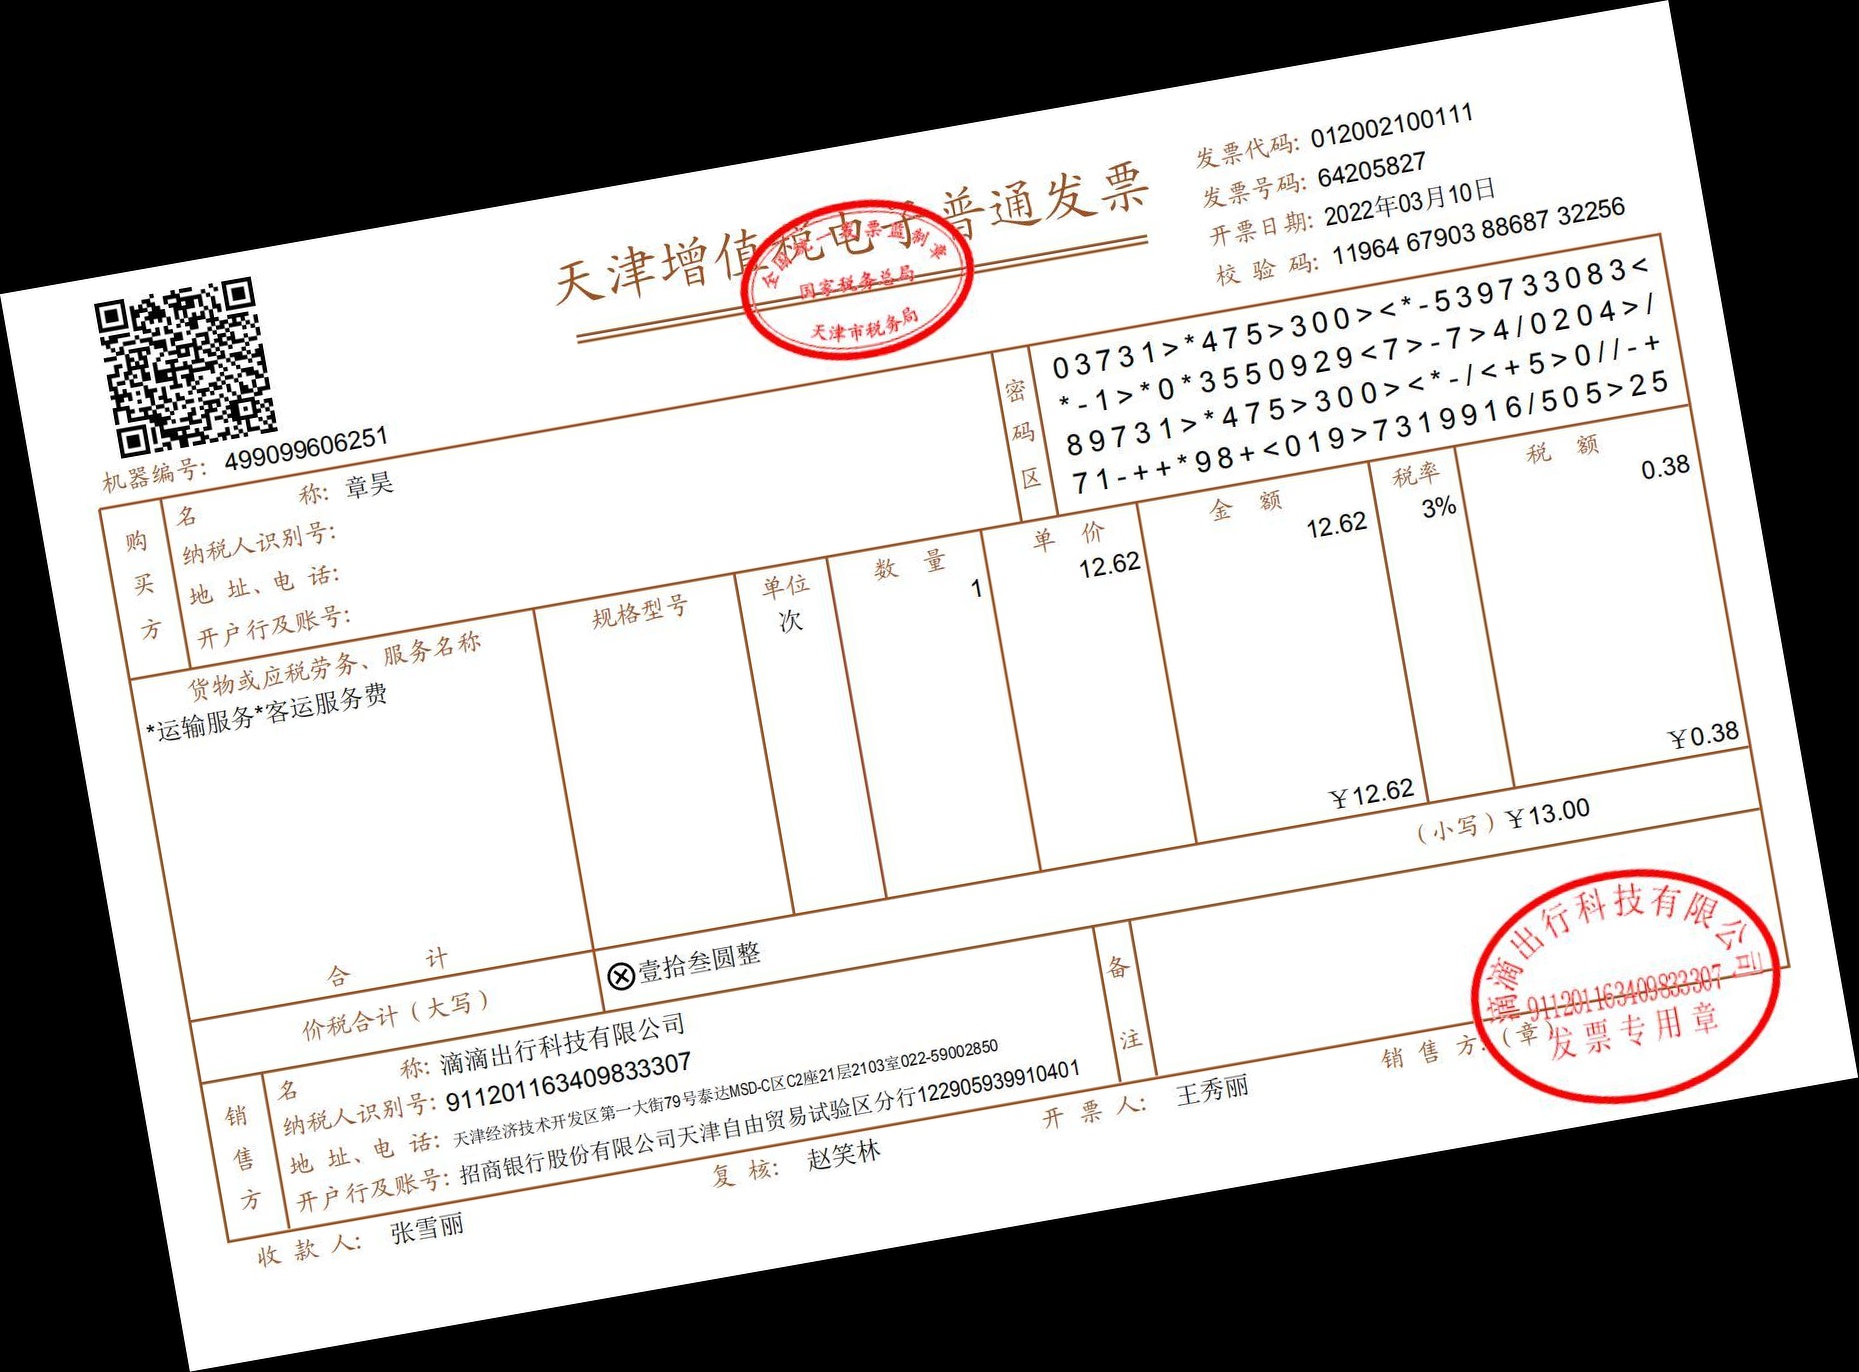 天津增值税电子普通发票
全国统一发票监制章
国家税务总局
天津市税务局
发票代码: 012002100111
发票号码: 64205827
开票日期: 2022年03月10日
校 验 码: 11964 67903 88687 32256
机器编号: 499099606251
购买方
名 称: 章昊
纳税人识别号:
地 址、电 话:
开户行及账号:
密码区
03731>*475>300><*-539733083<
*-1>*0*3550929<7>-7>4/0204>/
89731>*475>300><*-/<+5>0//-+
71-++*98+<019>7319916/505>25
货物或应税劳务、服务名称 规格型号 单位 数 量 单 价 金 额 税率 税 额
*运输服务*客运服务费 次 1 12.62 12.62 3% 0.38
合 计 ￥12.62 ￥0.38
价税合计（大写） ⊗壹拾叁圆整 （小写）￥13.00
销售方
名 称: 滴滴出行科技有限公司
纳税人识别号: 911201163409833307
地 址、电 话: 天津经济技术开发区第一大街79号泰达MSD-C区C2座21层2103室022-59002850
开户行及账号: 招商银行股份有限公司天津自由贸易试验区分行122905939910401
备注
收 款 人: 张雪丽 复 核: 赵笑林 开 票 人: 王秀丽 销 售 方:（章）
滴滴出行科技有限公司
911201163409833307
发票专用章